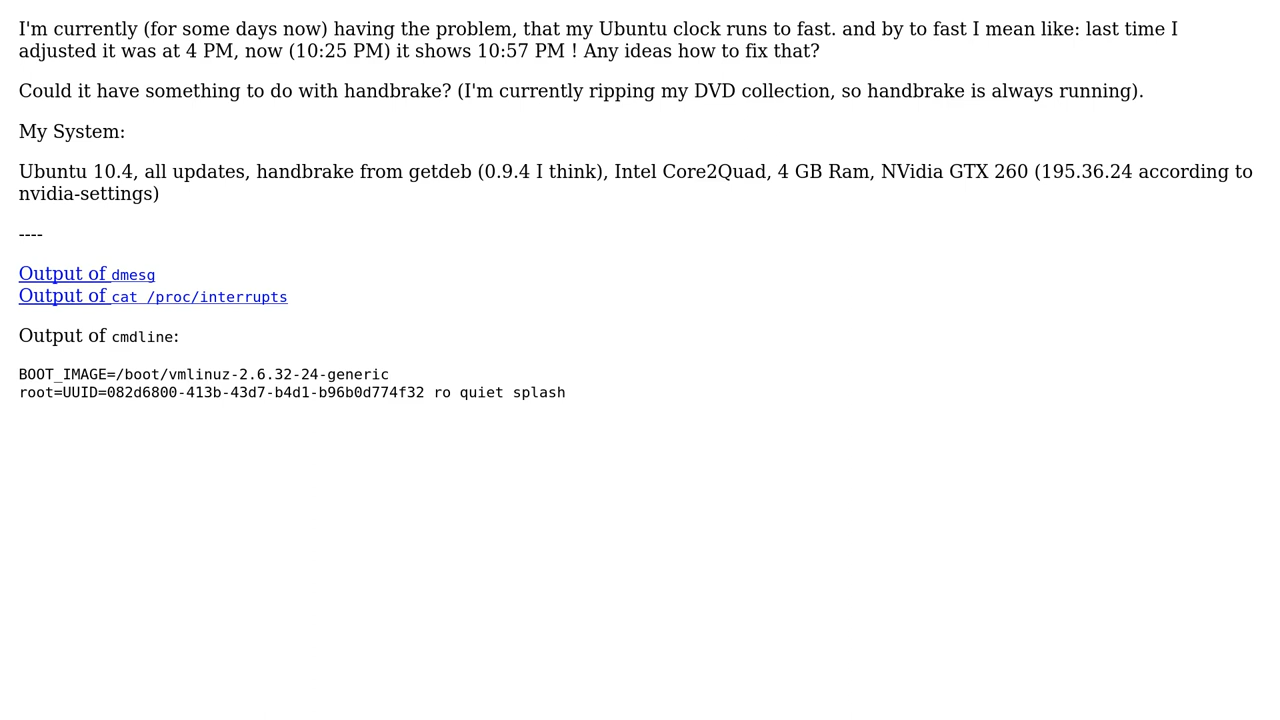 I'm currently (for some days now) having the problem, that my Ubuntu clock runs to fast. and by to fast I mean like: last time I
adjusted it was at 4 PM, now (10:25 PM) it shows 10:57 PM ! Any ideas how to fix that?
Could it have something to do with handbrake? (I'm currently ripping my DVD collection, so handbrake is always running).
My System:
Ubuntu 10.4, all updates, handbrake from getdeb (0.9.4 I think), Intel Core2Quad, 4 GB Ram, NVidia GTX 260 (195.36.24 according to
nvidia-settings)
----
Output of dmesg
Output of cat /proc/interrupts
Output of cmdline:
BOOT_IMAGE=/boot/vmlinuz-2.6.32-24-generic
root=UUID=082d6800-413b-43d7-b4d1-b96b0d774f32 ro quiet splash